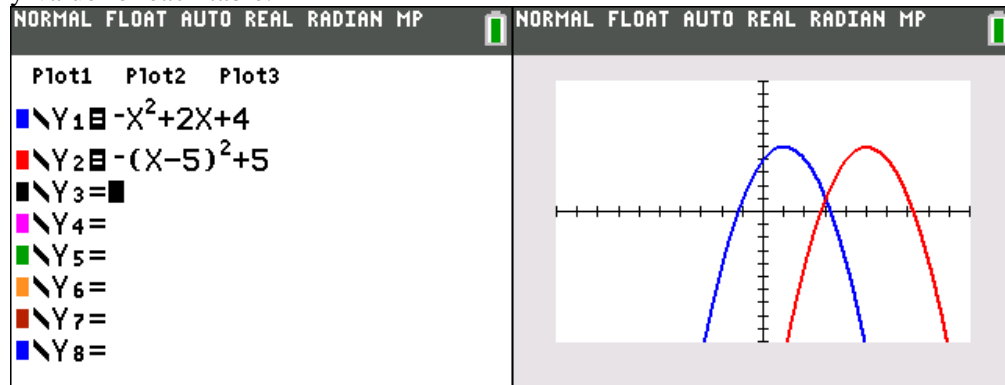 NORMAL FLOAT AUTO REAL RADIAN MP
Plot1 Plot2 Plot3
\Y1=-X²+2X+4
\Y2=-(X-5)²+5
\Y3=
\Y4=
\Y5=
\Y6=
\Y7=
\Y8=
NORMAL FLOAT AUTO REAL RADIAN MP